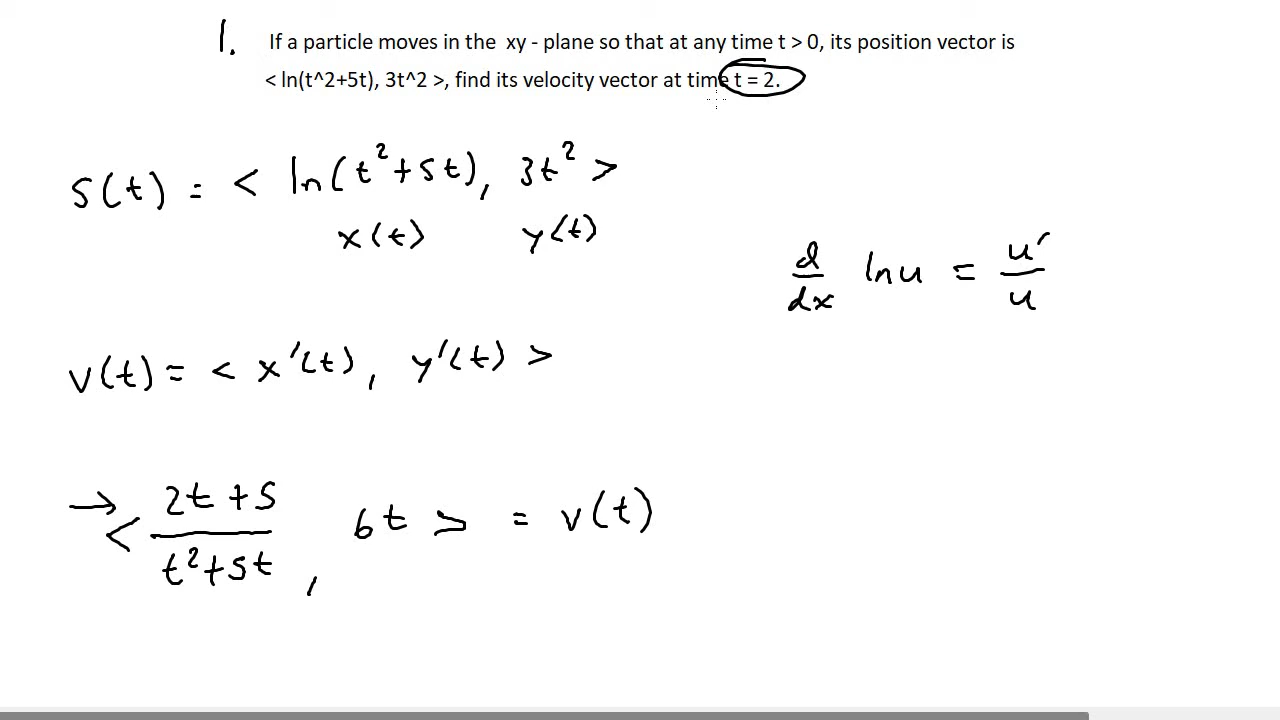 1. If a particle moves in the xy - plane so that at any time t > 0, its position vector is
< ln(t^2+5t), 3t^2 >, find its velocity vector at time t = 2.
s(t) = < ln(t²+5t), 3t² >
x(t) y(t)
d/dx ln u = u'/u
v(t) = < x'(t), y'(t) >
→ < (2t+5)/(t²+5t), 6t > = v(t)